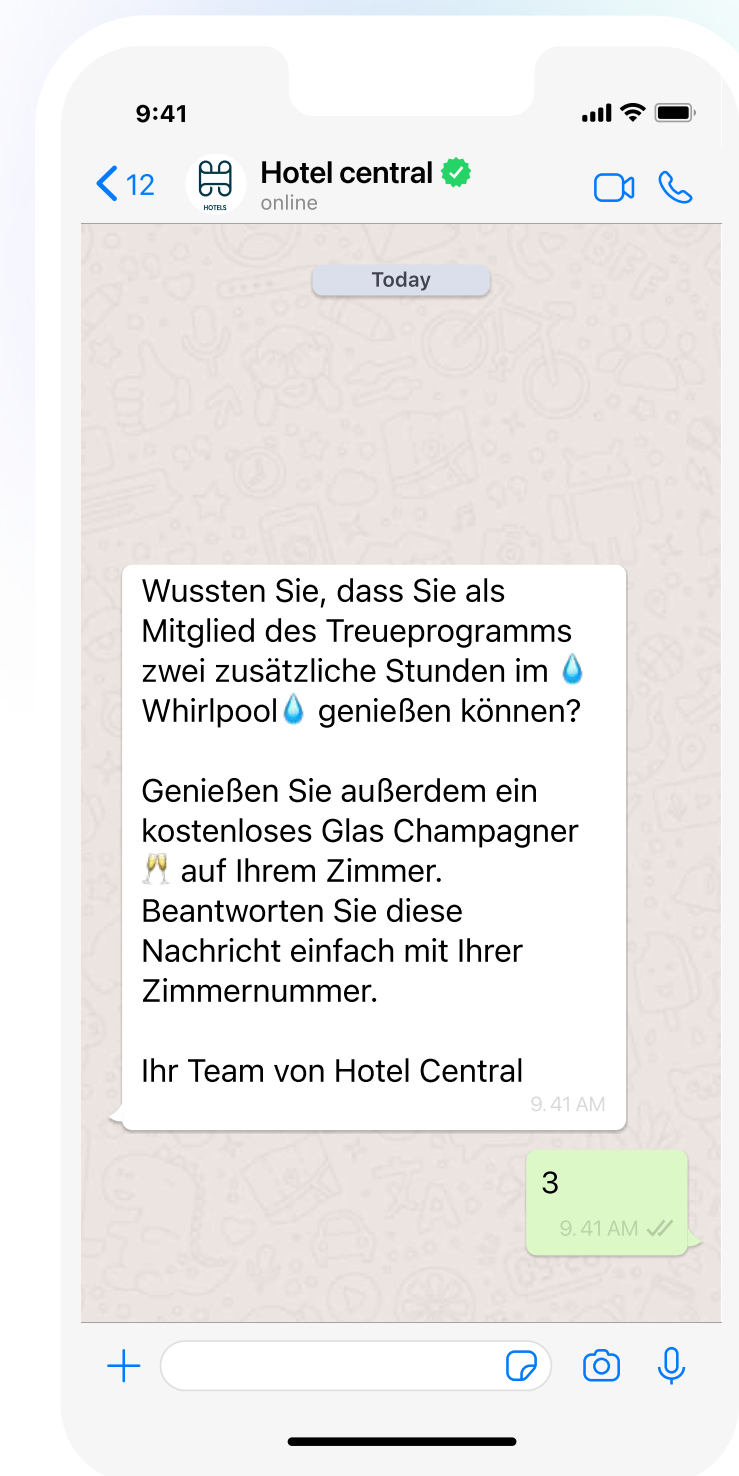 9:41
12
HOTELS
Hotel central
online
Today
Wussten Sie, dass Sie als
Mitglied des Treueprogramms
zwei zusätzliche Stunden im 💧
Whirlpool💧 genießen können?
Genießen Sie außerdem ein
kostenloses Glas Champagner
🥂 auf Ihrem Zimmer.
Beantworten Sie diese
Nachricht einfach mit Ihrer
Zimmernummer.
Ihr Team von Hotel Central
9.41 AM
3
9.41 AM